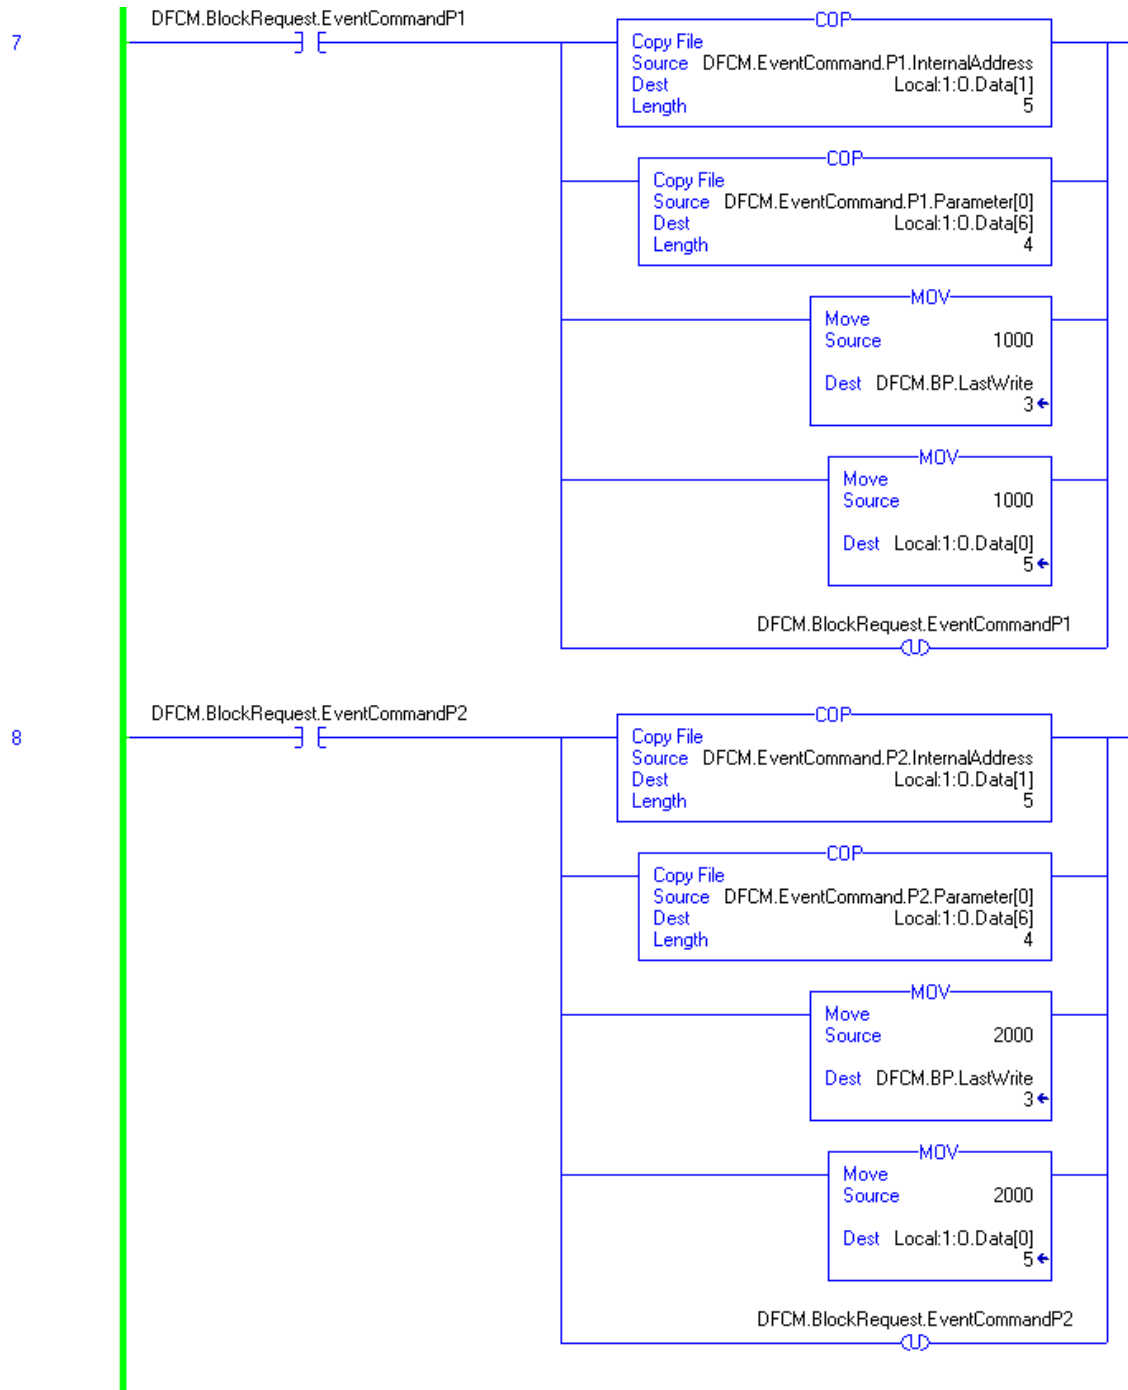 DFCM.BlockRequest.EventCommandP1
7
COP
Copy File
Source DFCM.EventCommand.P1.InternalAddress
Dest Local:1:O.Data[1]
Length 5
COP
Copy File
Source DFCM.EventCommand.P1.Parameter[0]
Dest Local:1:O.Data[6]
Length 4
MOV
Move
Source 1000
Dest DFCM.BP.LastWrite
3
MOV
Move
Source 1000
Dest Local:1:O.Data[0]
5
DFCM.BlockRequest.EventCommandP1
U
DFCM.BlockRequest.EventCommandP2
8
COP
Copy File
Source DFCM.EventCommand.P2.InternalAddress
Dest Local:1:O.Data[1]
Length 5
COP
Copy File
Source DFCM.EventCommand.P2.Parameter[0]
Dest Local:1:O.Data[6]
Length 4
MOV
Move
Source 2000
Dest DFCM.BP.LastWrite
3
MOV
Move
Source 2000
Dest Local:1:O.Data[0]
5
DFCM.BlockRequest.EventCommandP2
U